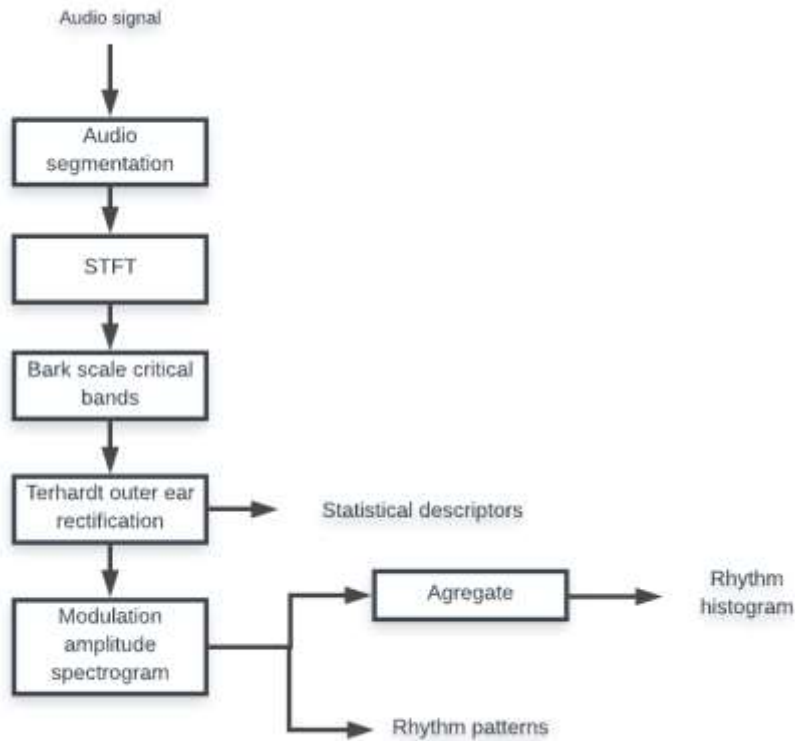 Audio signal
Audio
segmentation
STFT
Bark scale critical
bands
Terhardt outer ear
rectification
Statistical descriptors
Modulation
amplitude
spectrogram
Agregate
Rhythm
histogram
Rhythm patterns